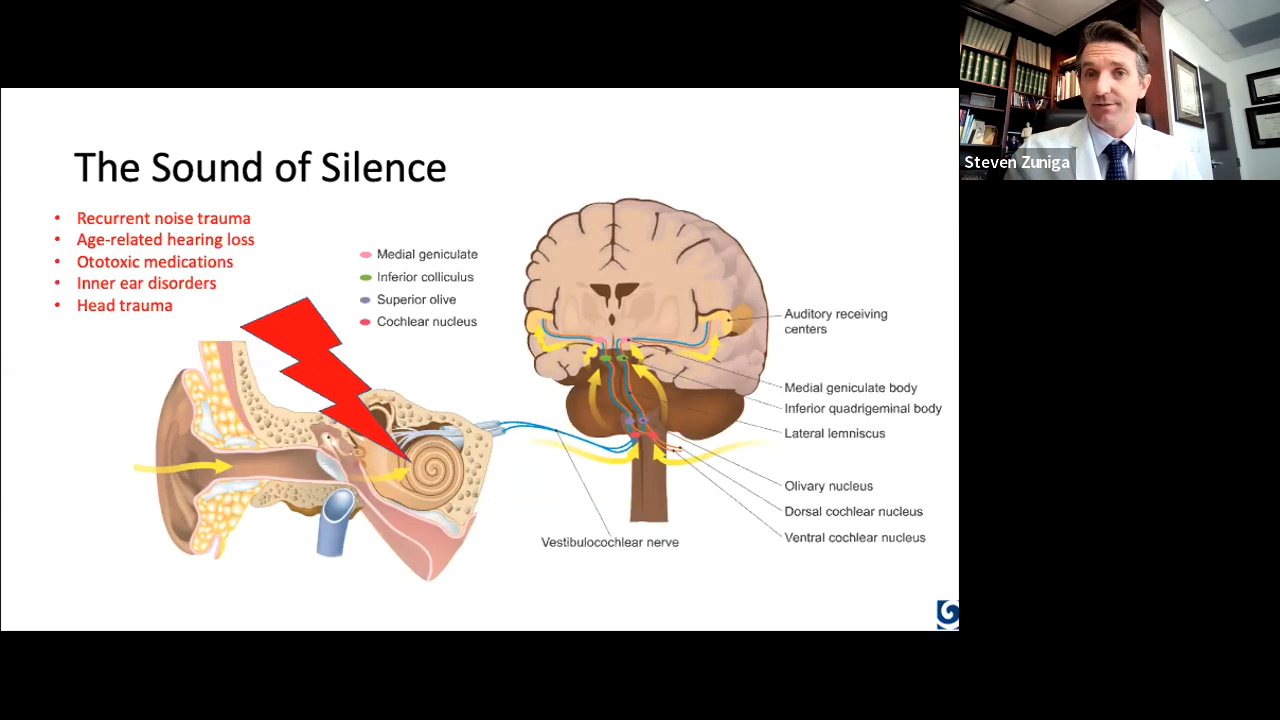 The Sound of Silence
• Recurrent noise trauma
• Age-related hearing loss
• Ototoxic medications
• Inner ear disorders
• Head trauma
Medial geniculate
Inferior colliculus
Superior olive
Cochlear nucleus
Auditory receiving
centers
Medial geniculate body
Inferior quadrigeminal body
Lateral lemniscus
Olivary nucleus
Dorsal cochlear nucleus
Ventral cochlear nucleus
Vestibulocochlear nerve
Steven Zuniga